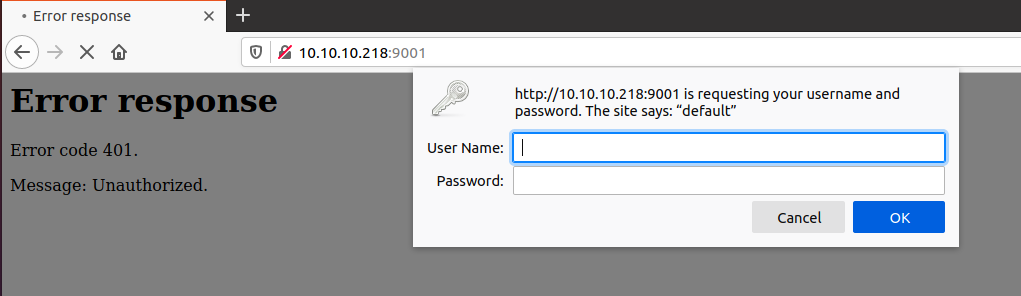 Error response
10.10.10.218:9001
http://10.10.10.218:9001 is requesting your username and
password. The site says: “default”
User Name:
Password:
Cancel OK
Error response
Error code 401.
Message: Unauthorized.